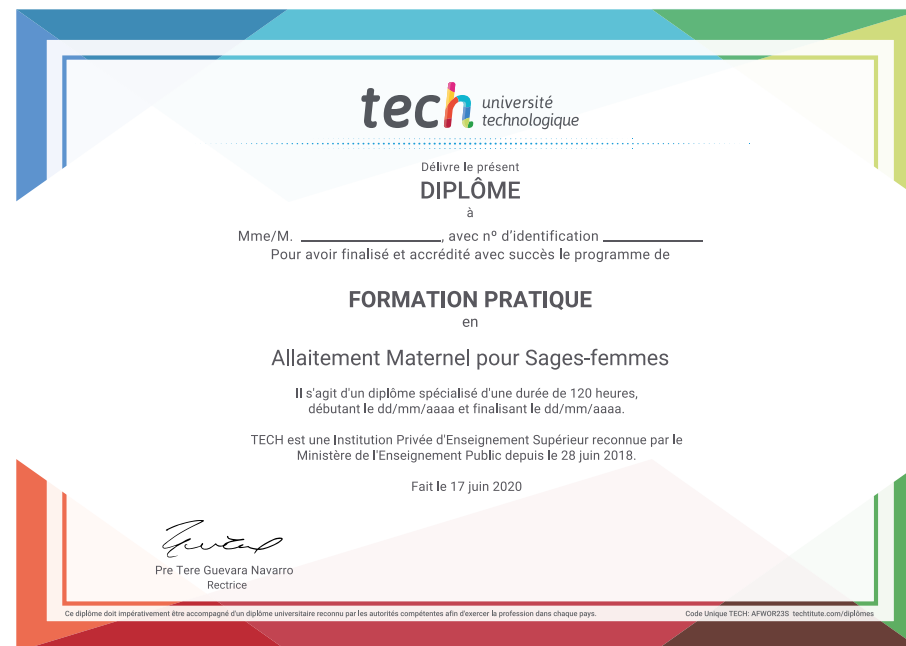 tech université
technologique
Délivre le présent
DIPLÔME
à
Mme/M. ____________________, avec nº d'identification ______________
Pour avoir finalisé et accrédité avec succès le programme de
FORMATION PRATIQUE
en
Allaitement Maternel pour Sages-femmes
Il s'agit d'un diplôme spécialisé d'une durée de 120 heures,
débutant le dd/mm/aaaa et finalisant le dd/mm/aaaa.
TECH est une Institution Privée d'Enseignement Supérieur reconnue par le
Ministère de l'Enseignement Public depuis le 28 juin 2018.
Fait le 17 juin 2020
Pre Tere Guevara Navarro
Rectrice
Ce diplôme doit impérativement être accompagné d'un diplôme universitaire reconnu par les autorités compétentes afin d'exercer la profession dans chaque pays.
Code Unique TECH: AFWOR23S techtitute.com/diplômes